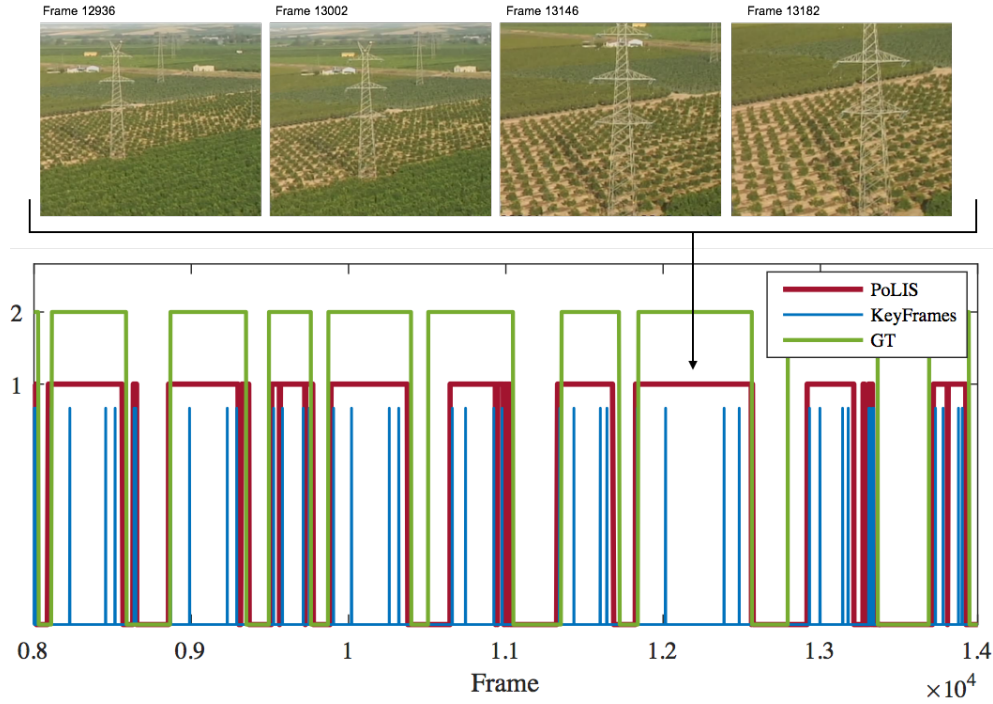 Frame 12936 Frame 13002 Frame 13146 Frame 13182
PoLIS
KeyFrames
GT
2
1
0.8 0.9 1 1.1 1.2 1.3 1.4
Frame
×10⁴